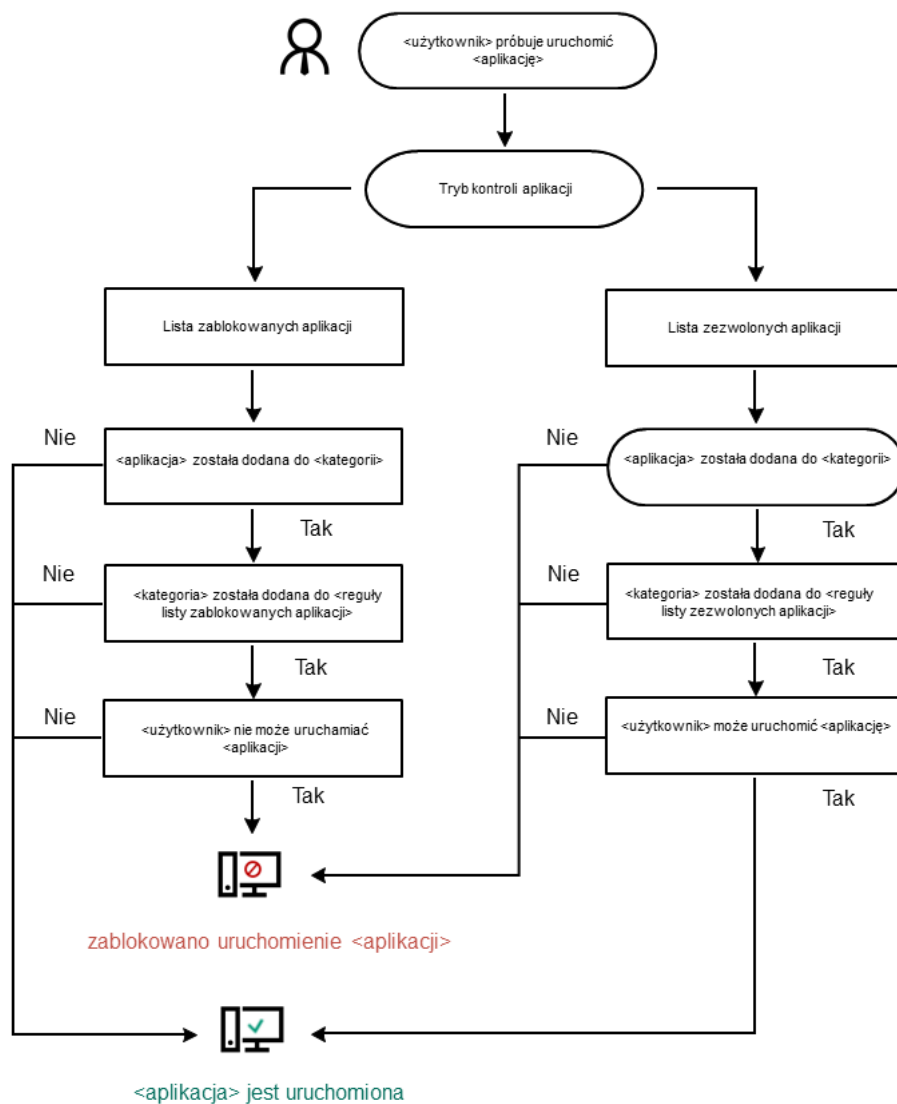 <użytkownik> próbuje uruchomić
<aplikację>
Tryb kontroli aplikacji
Lista zablokowanych aplikacji
Lista zezwolonych aplikacji
Nie
<aplikacja> została dodana do <kategorii>
Nie
<aplikacja> została dodana do <kategorii>
Tak
Tak
Nie
<kategoria> została dodana do <reguły
listy zablokowanych aplikacji>
Nie
<kategoria> została dodana do <reguły
listy zezwolonych aplikacji>
Tak
Tak
Nie
<użytkownik> nie może uruchamiać
<aplikacji>
Nie
<użytkownik> może uruchomić <aplikację>
Tak
Tak
zablokowano uruchomienie <aplikacji>
<aplikacja> jest uruchomiona